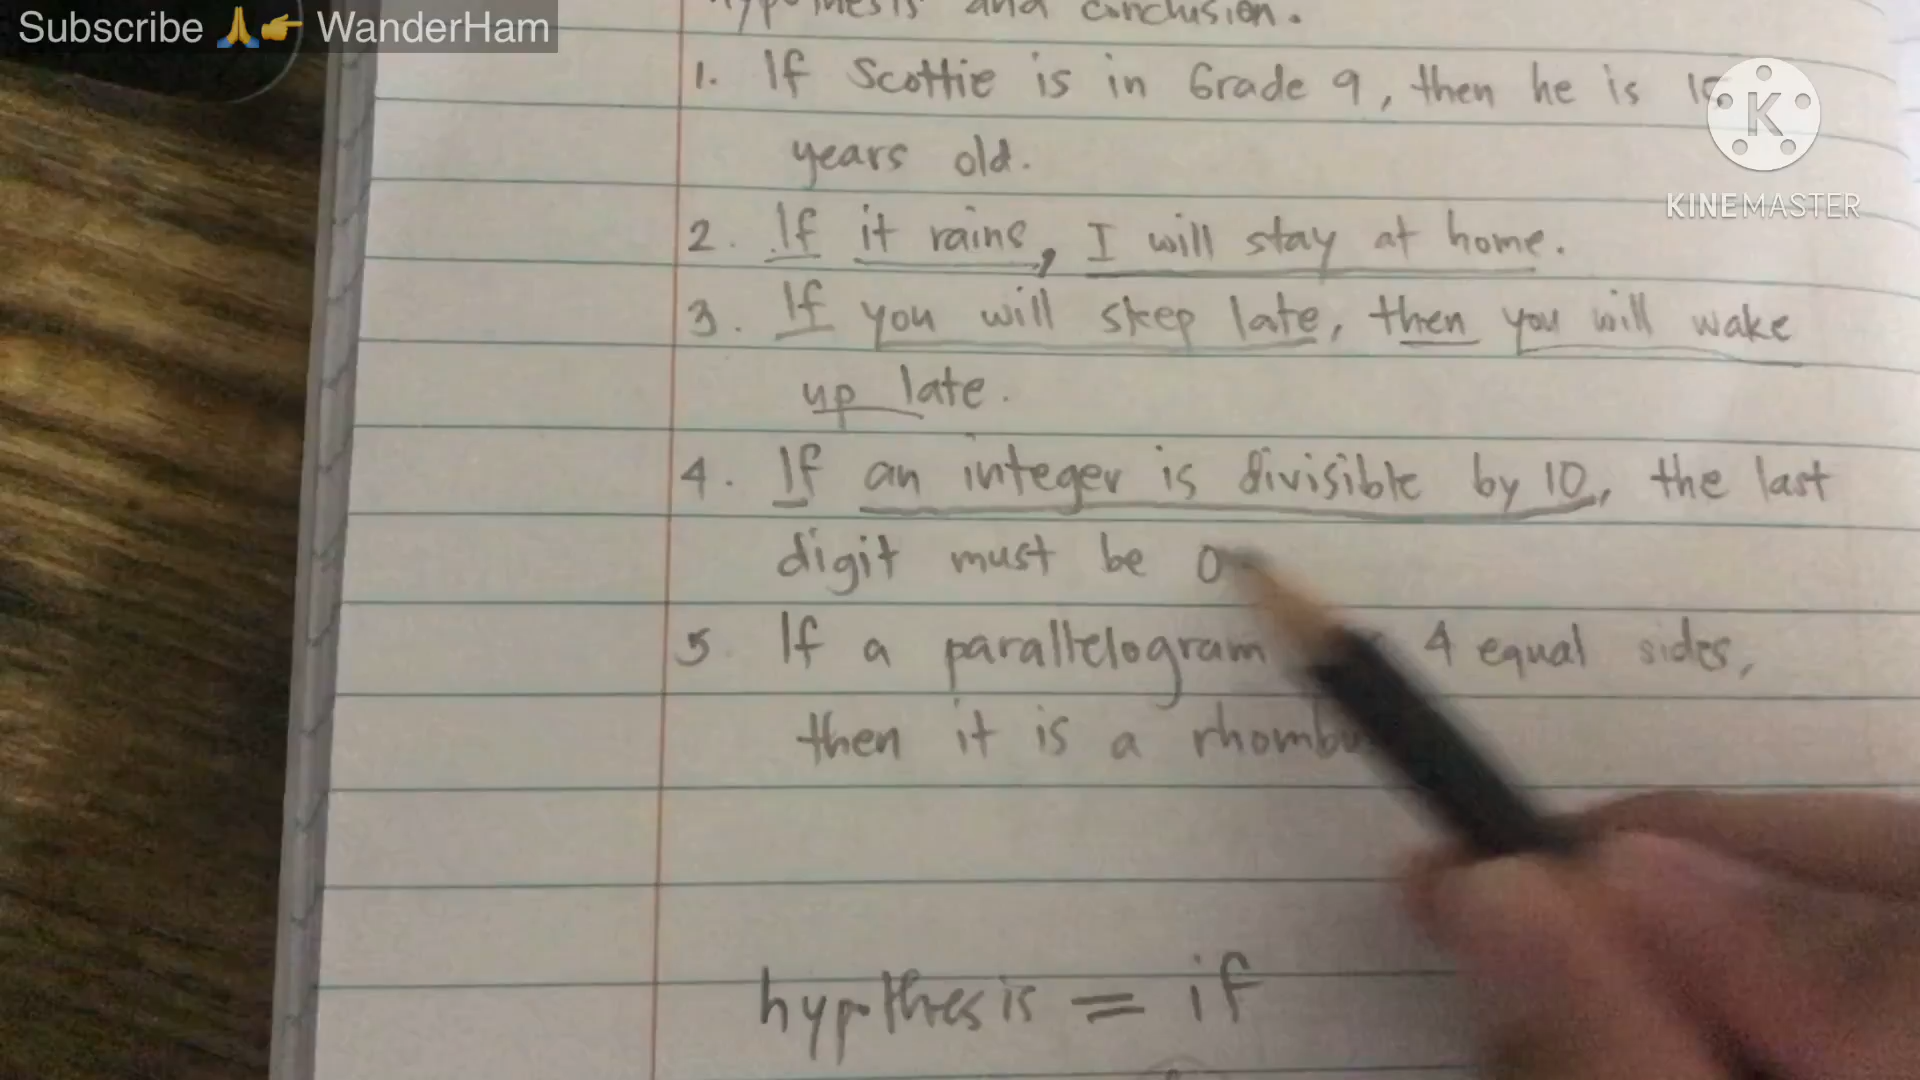 Subscribe 🙏👉 WanderHam
hypothesis and conclusion.
1. If Scottie is in Grade 9, then he is
years old.
KINEMASTER
2. If it rains, I will stay at home.
3. If you will sleep late, then you will wake
up late.
4. If an integer is divisible by 10, the last
digit must be 0
5. If a parallelogram 4 equal sides,
then it is a
hypothesis = if